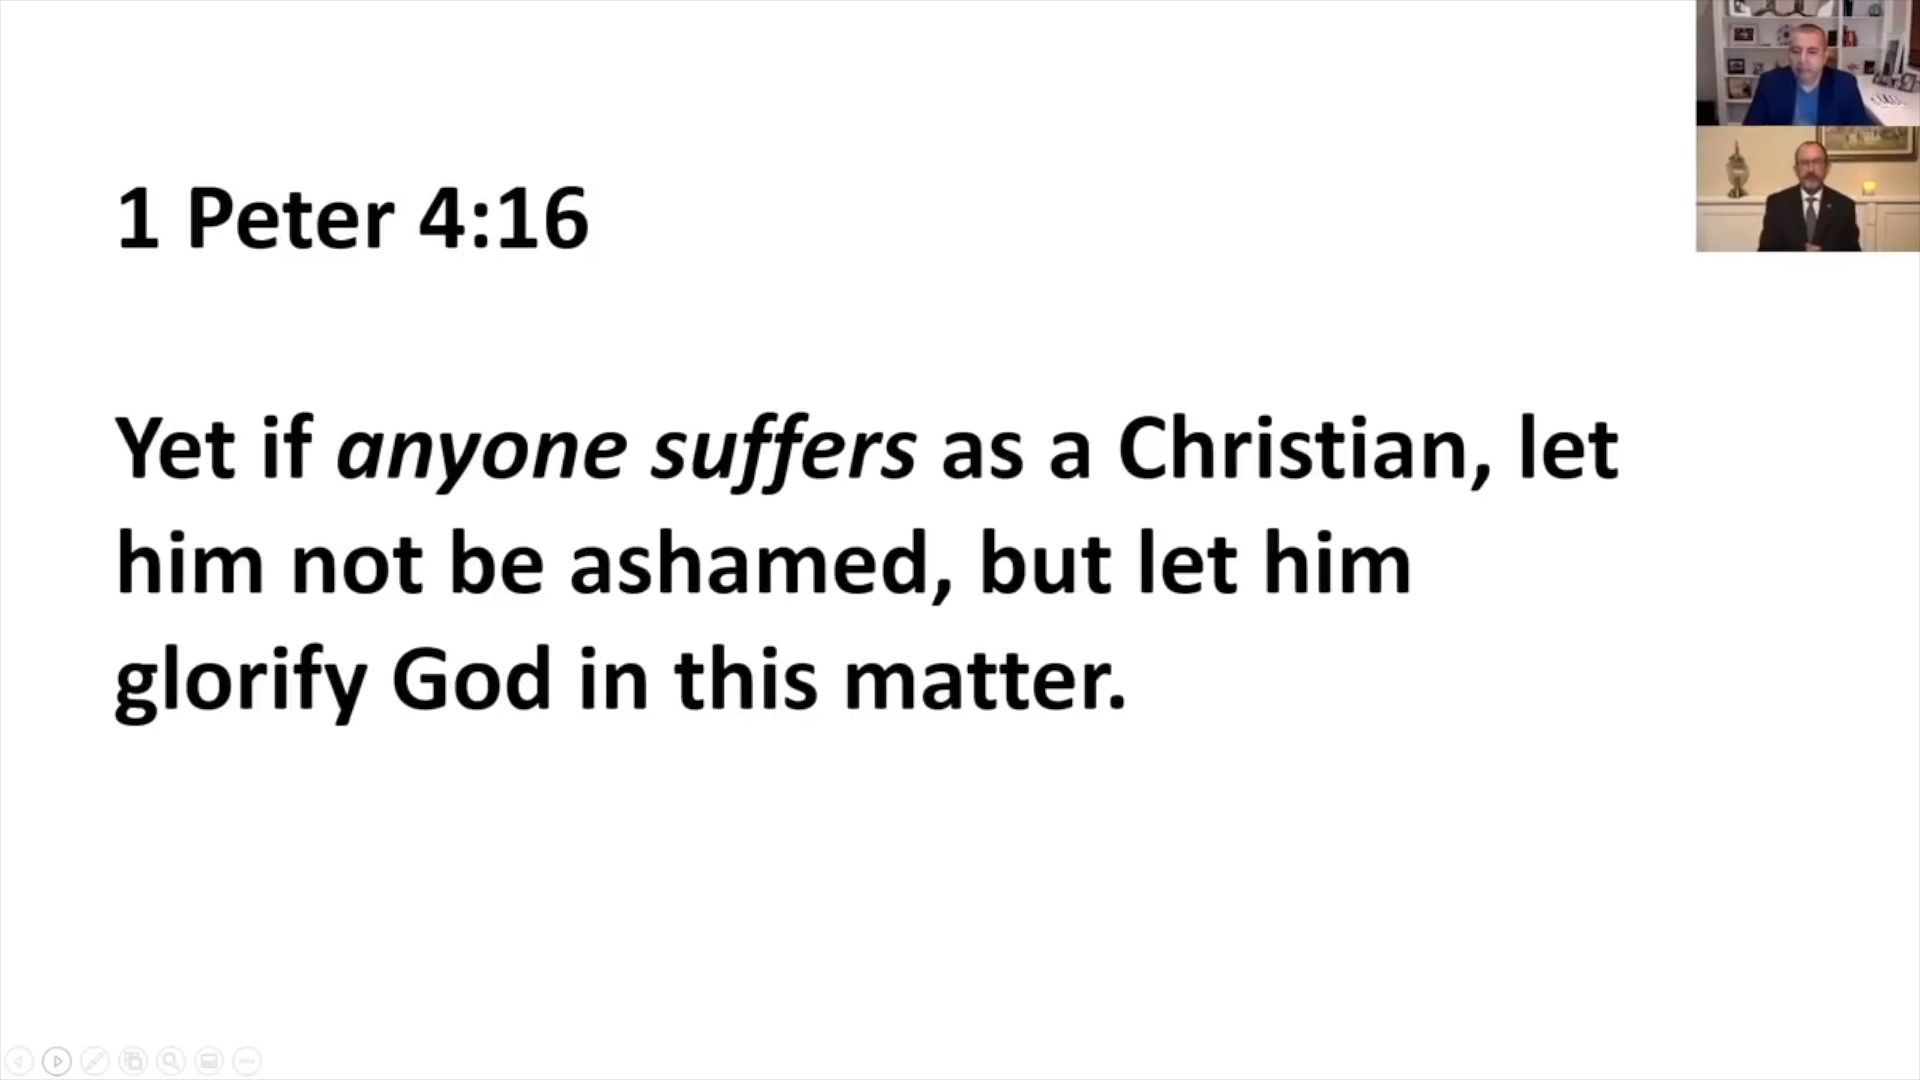 1 Peter 4:16
Yet if anyone suffers as a Christian, let
him not be ashamed, but let him
glorify God in this matter.